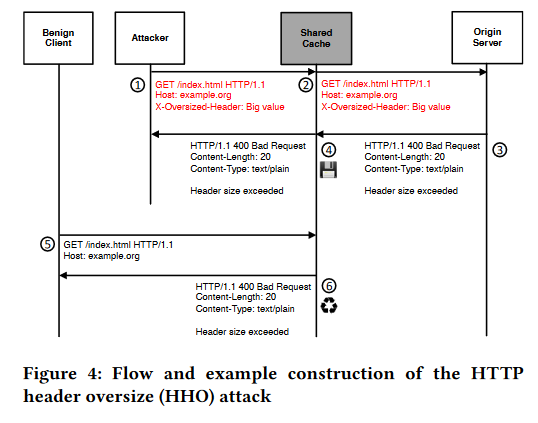 Benign
Client
Attacker
Shared
Cache
Origin
Server
1
GET /index.html HTTP/1.1
Host: example.org
X-Oversized-Header: Big value
2
GET /index.html HTTP/1.1
Host: example.org
X-Oversized-Header: Big value
HTTP/1.1 400 Bad Request
Content-Length: 20
Content-Type: text/plain
Header size exceeded
4
HTTP/1.1 400 Bad Request
Content-Length: 20
Content-Type: text/plain
Header size exceeded
3
5
GET /index.html HTTP/1.1
Host: example.org
HTTP/1.1 400 Bad Request
Content-Length: 20
Content-Type: text/plain
Header size exceeded
6
Figure 4: Flow and example construction of the HTTP
header oversize (HHO) attack